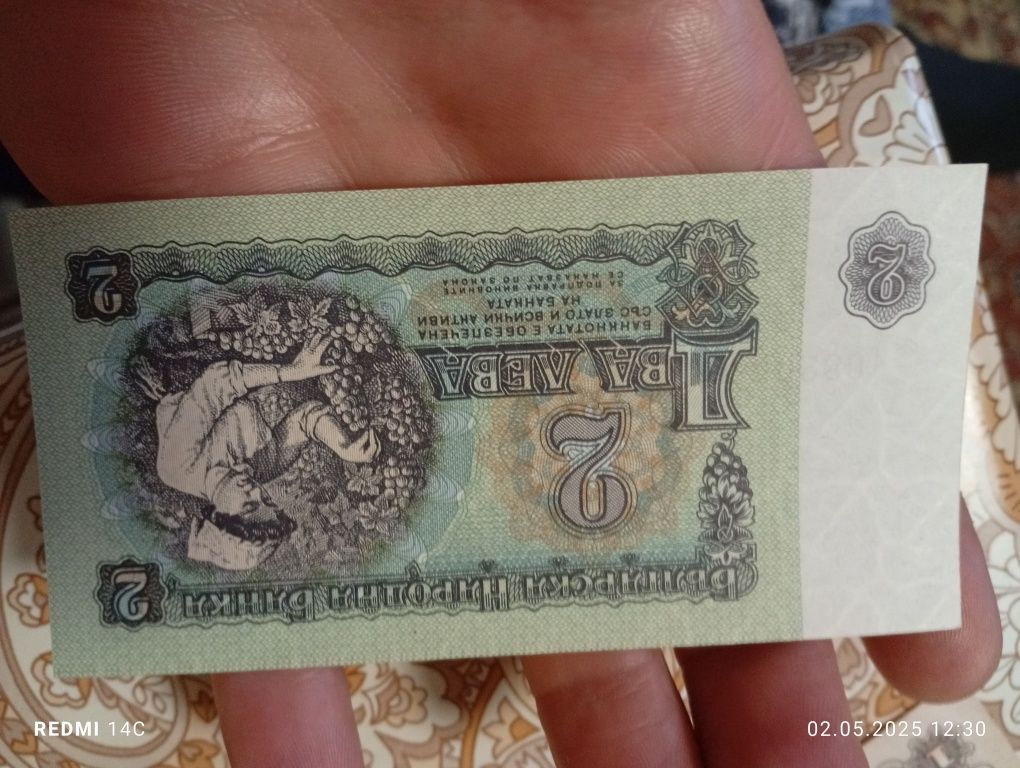 Българска Народна Банка
2
2
2
Два лева
БАНКНОТАТА Е ОБЕЗПЕЧЕНА
СЪС ЗЛАТО И ВСИЧКИ АКТИВИ
НА БАНКАТА
ЗА ПОДПРАВКА ВИНОВНИТЕ
СЕ НАКАЗВАТ ПО ЗАКОНА
2
REDMI 14C
02.05.2025 12:30